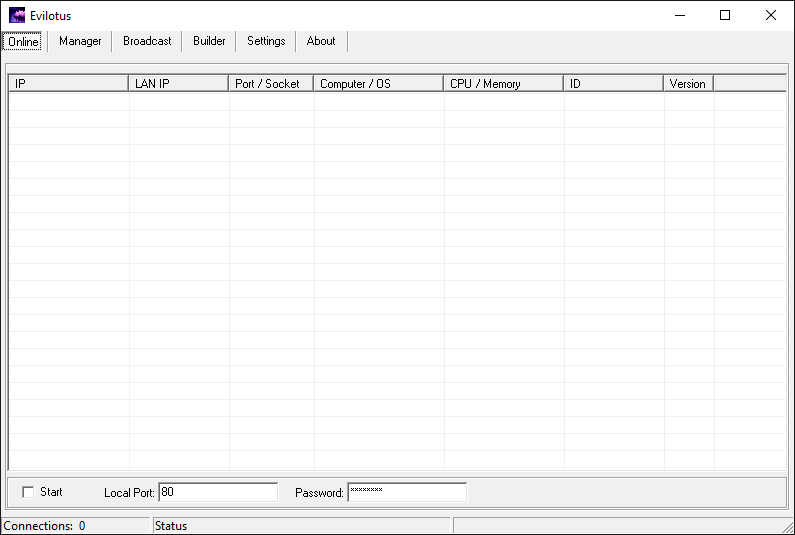 Evilotus
Online Manager Broadcast Builder Settings About
IP LAN IP Port / Socket Computer / OS CPU / Memory ID Version
Start Local Port: 80 Password: ********
Connections: 0 Status